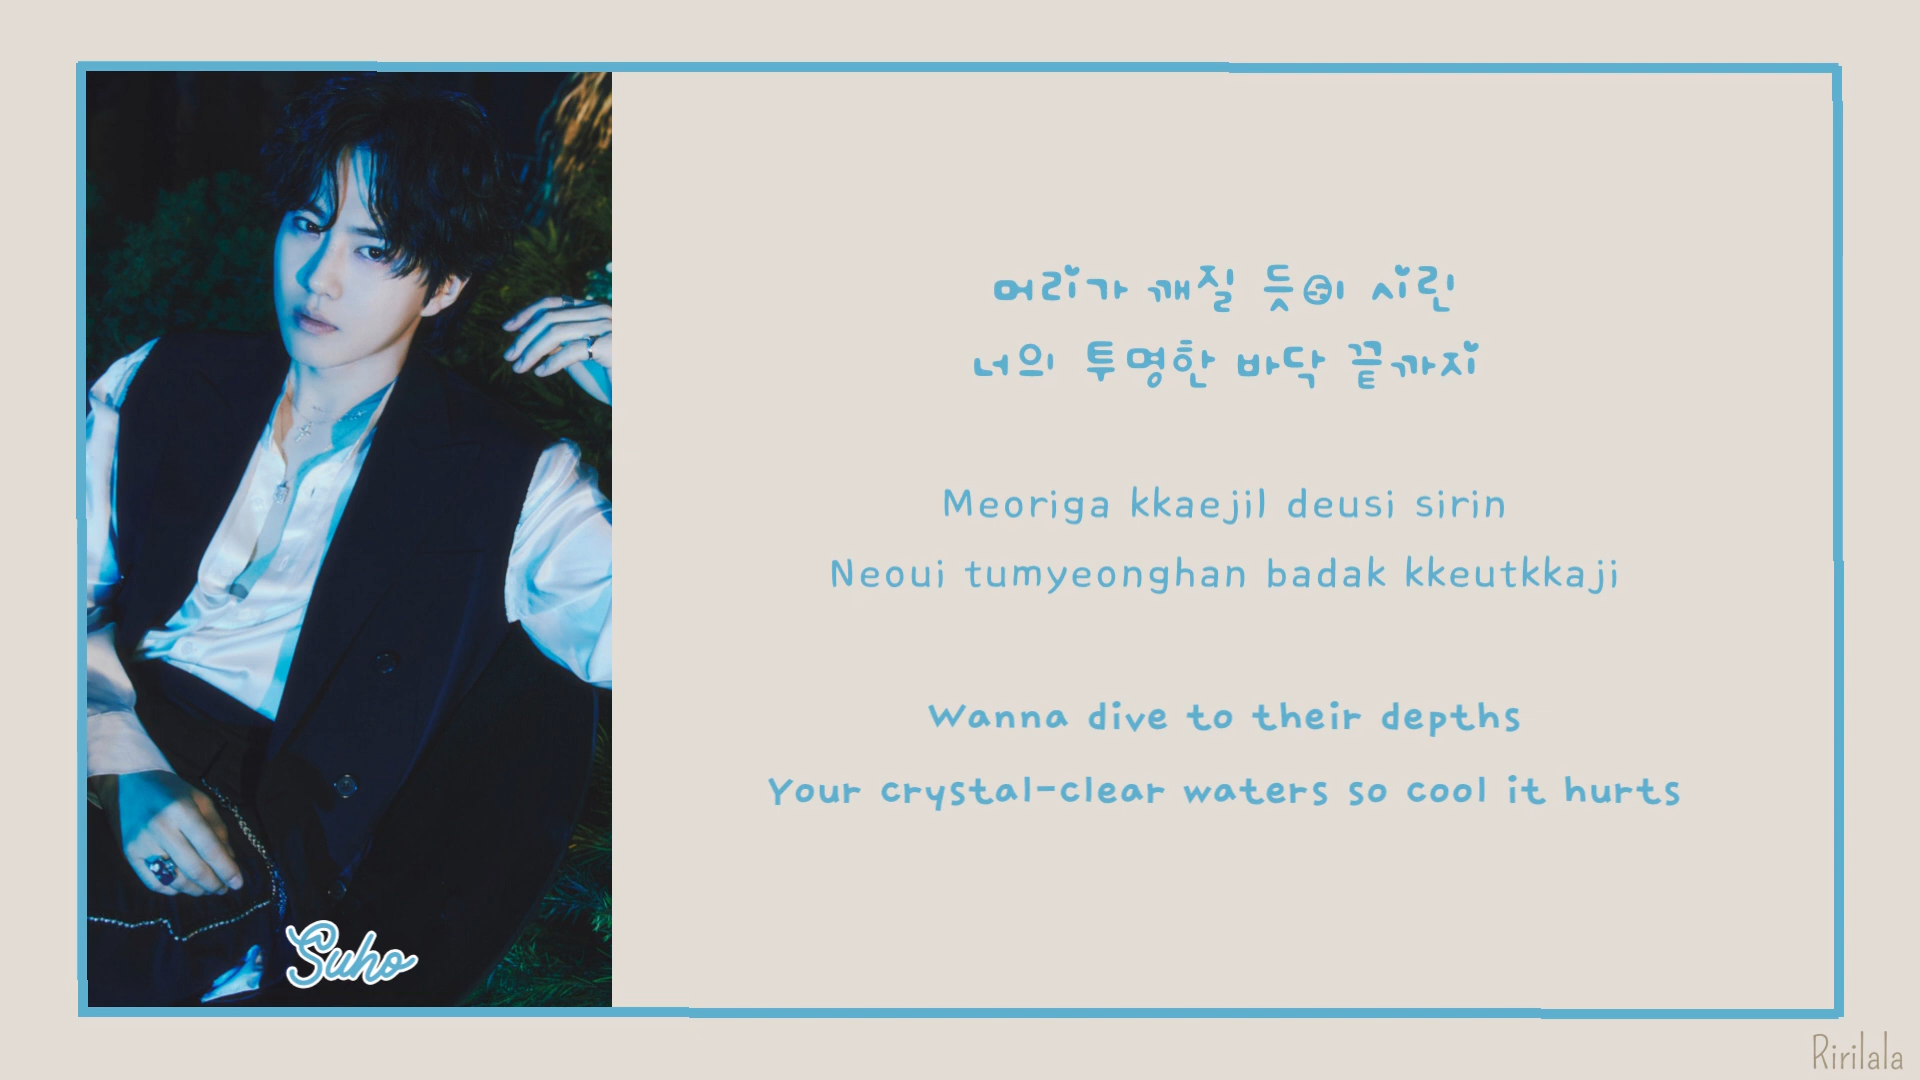 머리가 깨질 듯이 시린
너의 투명한 바닥 끝까지
Meoriga kkaejil deusi sirin
Neoui tumyeonghan badak kkeutkkaji
Wanna dive to their depths
Your crystal-clear waters so cool it hurts
Suho
Ririlala